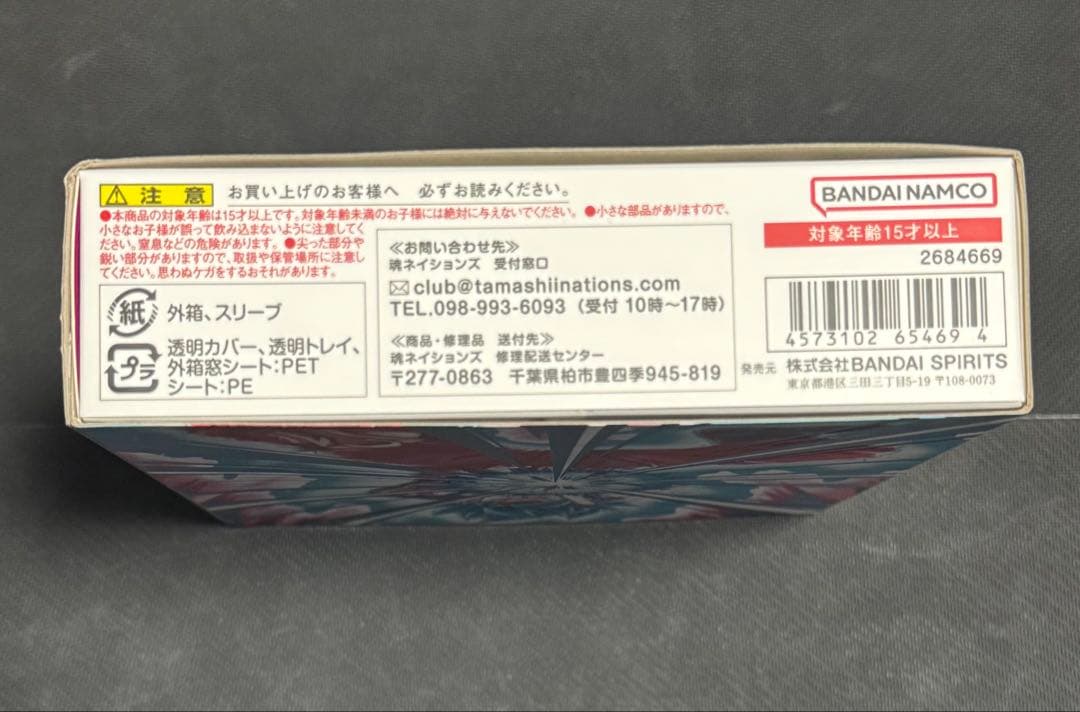 ⚠ 注意 お買い上げのお客様へ 必ずお読みください。
●本商品の対象年齢は15才以上です。対象年齢未満のお子様には絶対に与えないでください。 ●小さな部品がありますので、
小さなお子様が誤って飲み込まないように注意してく
ださい。窒息などの危険があります。 ●尖った部分や
鋭い部分がありますので、取扱や保管場所に注意し
てください。思わぬケガをするおそれがあります。
紙 外箱、スリーブ
プラ 透明カバー、透明トレイ、
外箱窓シート:PET
シート:PE
≪お問い合わせ先≫
魂ネイションズ 受付窓口
✉club@tamashiinations.com
TEL.098-993-6093 (受付 10時〜17時)
≪商品・修理品 送付先≫
魂ネイションズ 修理配送センター
〒277-0863 千葉県柏市豊四季945-819
BANDAI NAMCO
対象年齢15才以上
2684669
4573102 65469 4
発売元 株式会社BANDAI SPIRITS
東京都港区三田三丁目5-19 〒108-0073